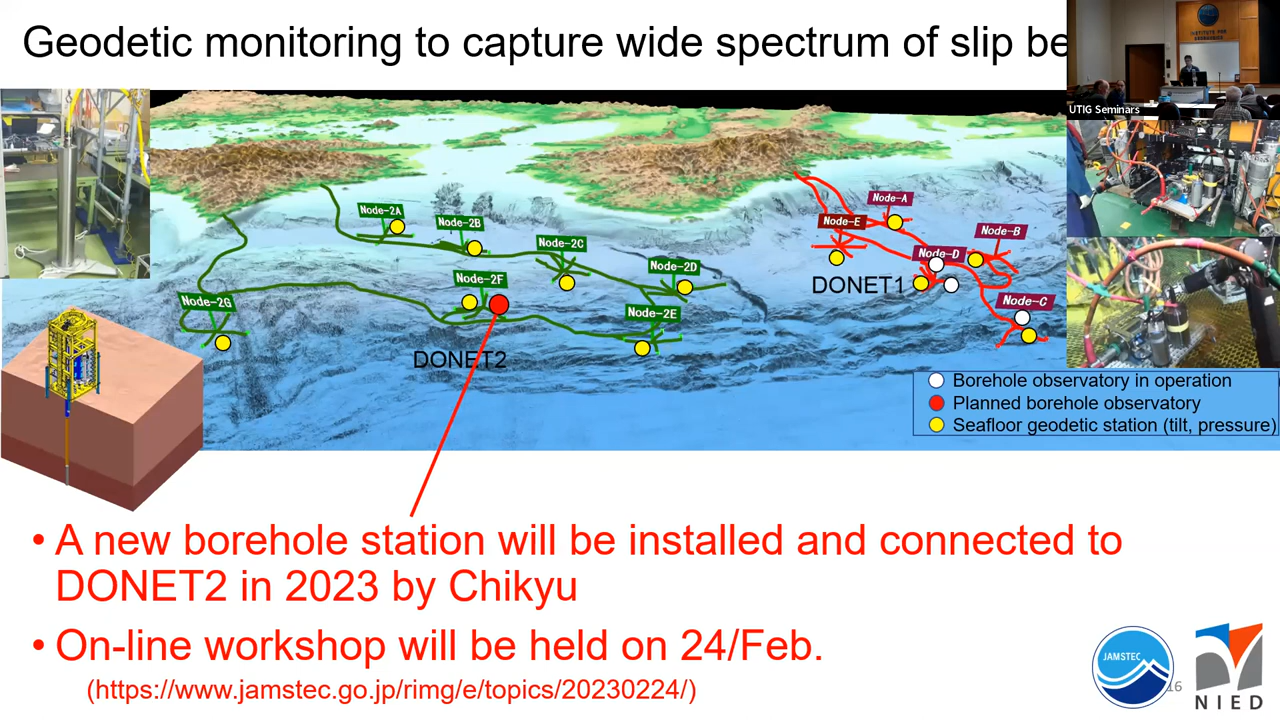 Geodetic monitoring to capture wide spectrum of slip be
INSTITUTE FOR
GEOPHYSICS
UTIG Seminars
Node-2A
Node-2B
Node-2C
Node-2D
Node-2F
Node-2G
Node-2E
Node-A
Node-E
Node-B
Node-D
Node-C
DONET1
DONET2
Borehole observatory in operation
Planned borehole observatory
Seafloor geodetic station (tilt, pressure)
• A new borehole station will be installed and connected to
DONET2 in 2023 by Chikyu
• On-line workshop will be held on 24/Feb.
(https://www.jamstec.go.jp/rimg/e/topics/20230224/)
JAMSTEC
16
NIED